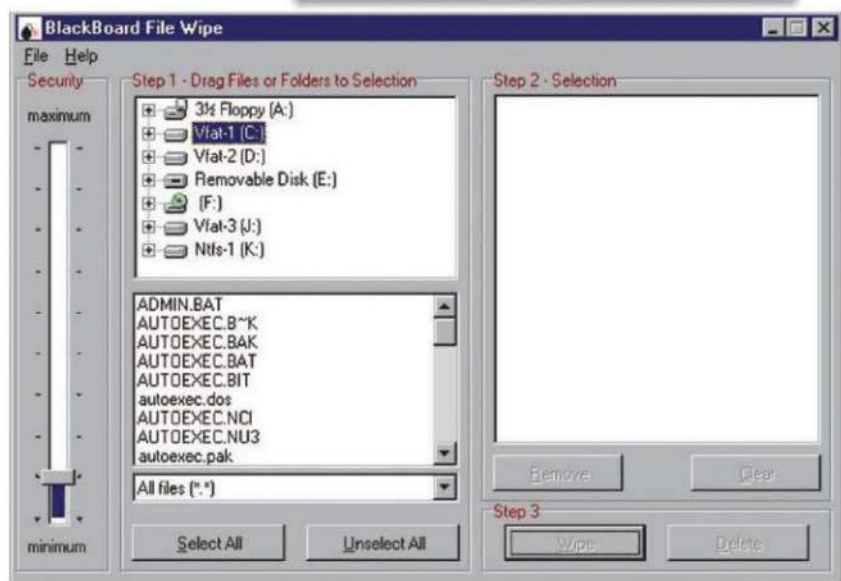 BlackBoard File Wipe
File Help
Security
maximum
minimum
Step 1 - Drag Files or Folders to Selection
3½ Floppy (A:)
Vfat-1 (C:)
Vfat-2 (D:)
Removable Disk (E:)
(F:)
Vfat-3 (J:)
Ntfs-1 (K:)
ADMIN.BAT
AUTOEXEC.B~K
AUTOEXEC.BAK
AUTOEXEC.BAT
AUTOEXEC.BIT
autoexec.dos
AUTOEXEC.NCI
AUTOEXEC.NU3
autoexec.pak
All files (*.*)
Select All Unselect All
Step 2 - Selection
Remove Clear
Step 3
Wipe Delete